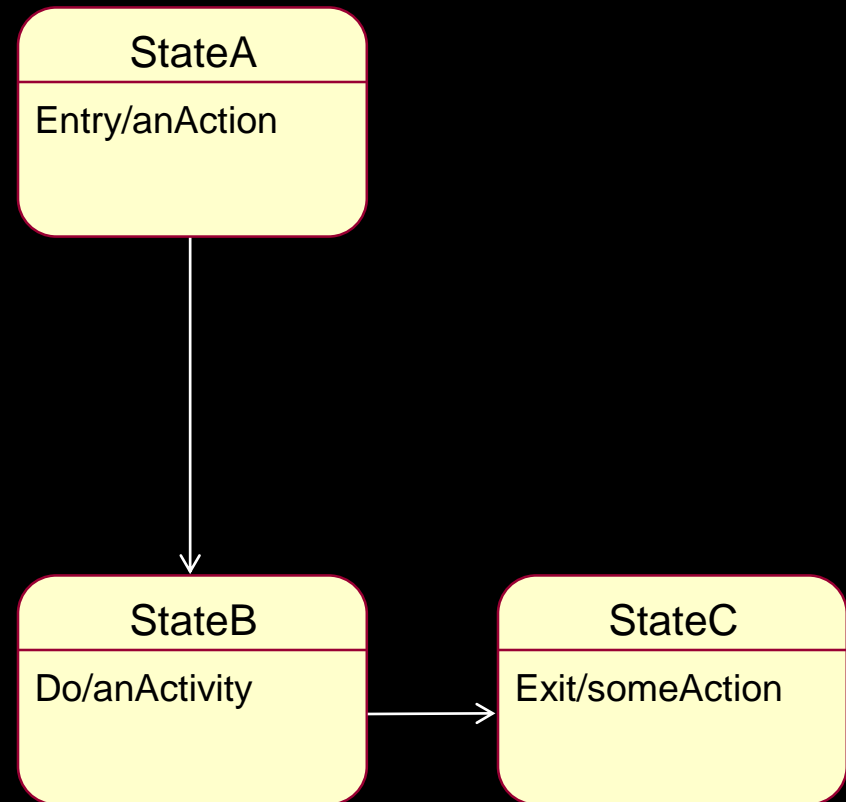 StateA
Entry/anAction
StateB
Do/anActivity
StateC
Exit/someAction